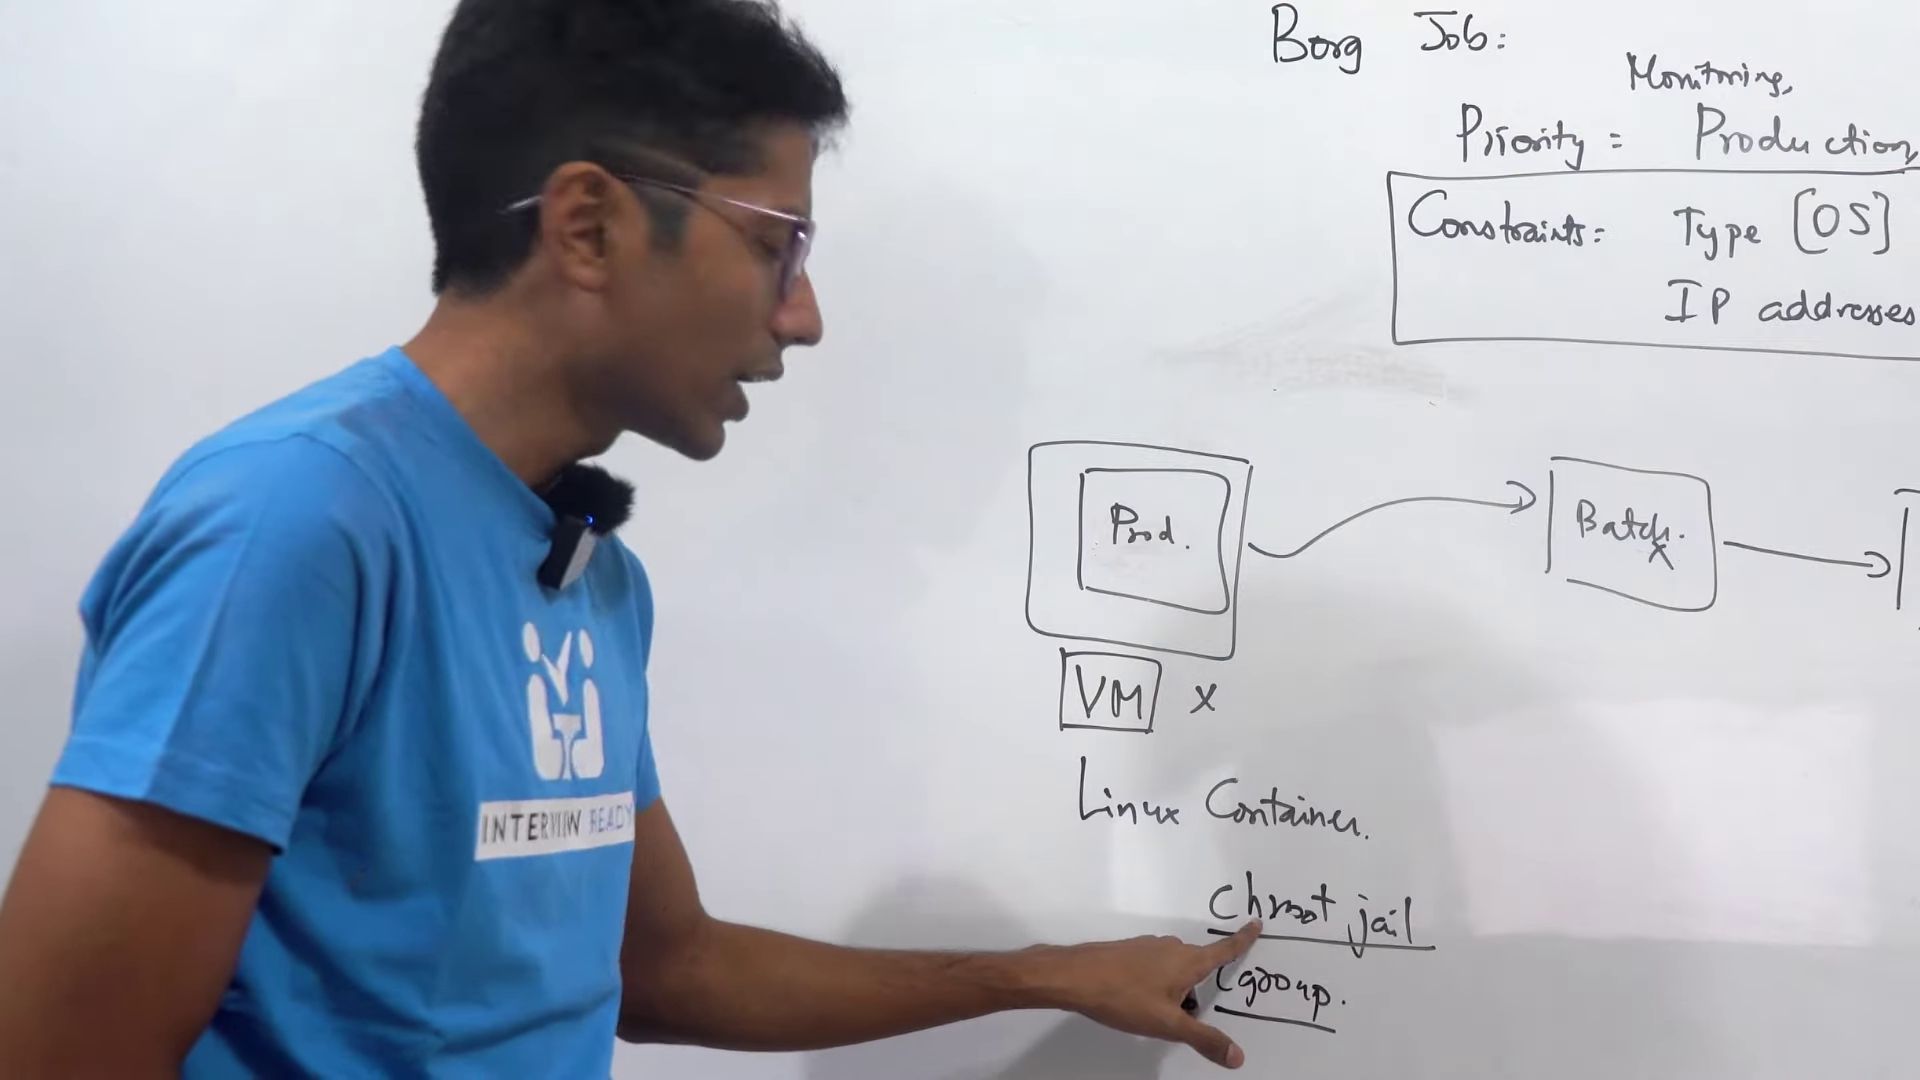 Borg Job:
Monitoring,
Priority = Production,
Constraints: Type [OS]
IP addresses
Prod.
Batch.
x
VM x
Linux Container.
Chroot jail
Cgroup.
INTERVIEW READY